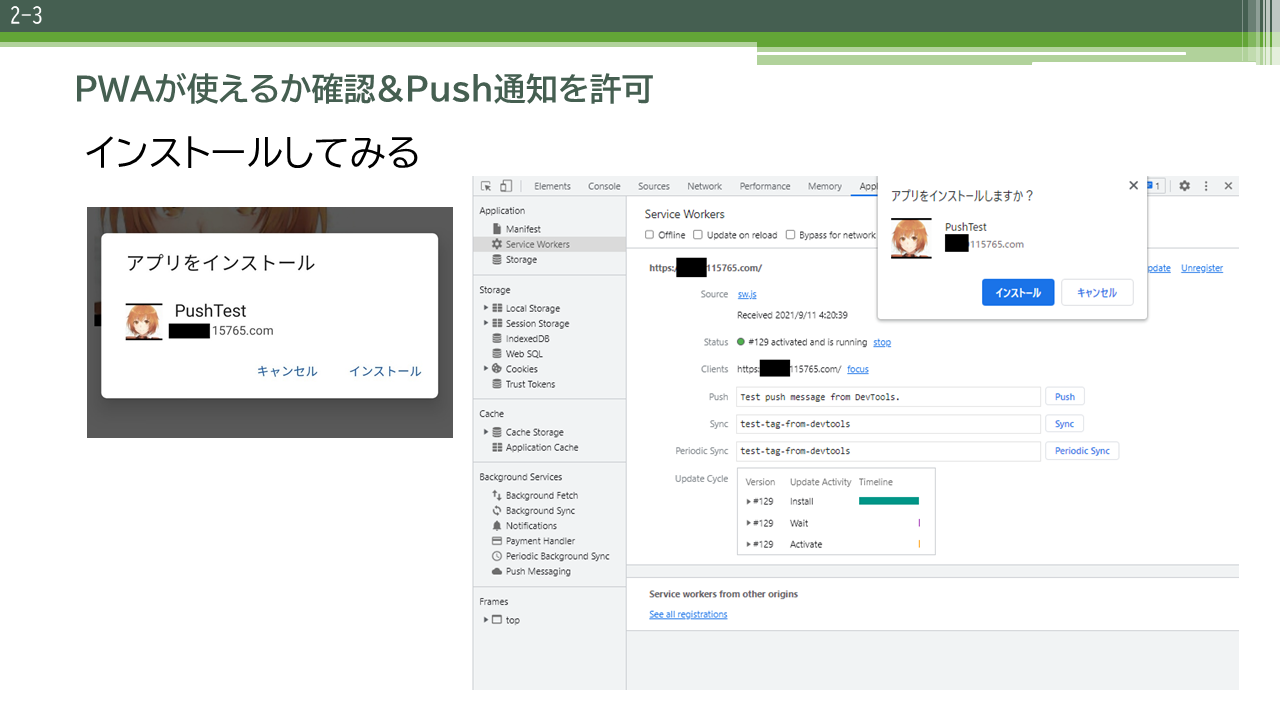 2-3
PWAが使えるか確認&Push通知を許可
インストールしてみる
アプリをインストール
PushTest
15765.com
キャンセル インストール
Elements Console Sources Network Performance Memory Appl 1
Application
Manifest
Service Workers
Storage
Storage
Local Storage
Session Storage
IndexedDB
Web SQL
Cookies
Trust Tokens
Cache
Cache Storage
Application Cache
Background Services
Background Fetch
Background Sync
Notifications
Payment Handler
Periodic Background Sync
Push Messaging
Frames
top
Service Workers
Offline Update on reload Bypass for network
https: 115765.com/ pdate Unregister
Source sw.js
Received 2021/9/11 4:20:39
Status #129 activated and is running stop
Clients https: 115765.com/ focus
Push Test push message from DevTools. Push
Sync test-tag-from-devtools Sync
Periodic Sync test-tag-from-devtools Periodic Sync
Update Cycle
Version Update Activity Timeline
#129 Install
#129 Wait
#129 Activate
Service workers from other origins
See all registrations
アプリをインストールしますか？
PushTest
115765.com
インストール キャンセル